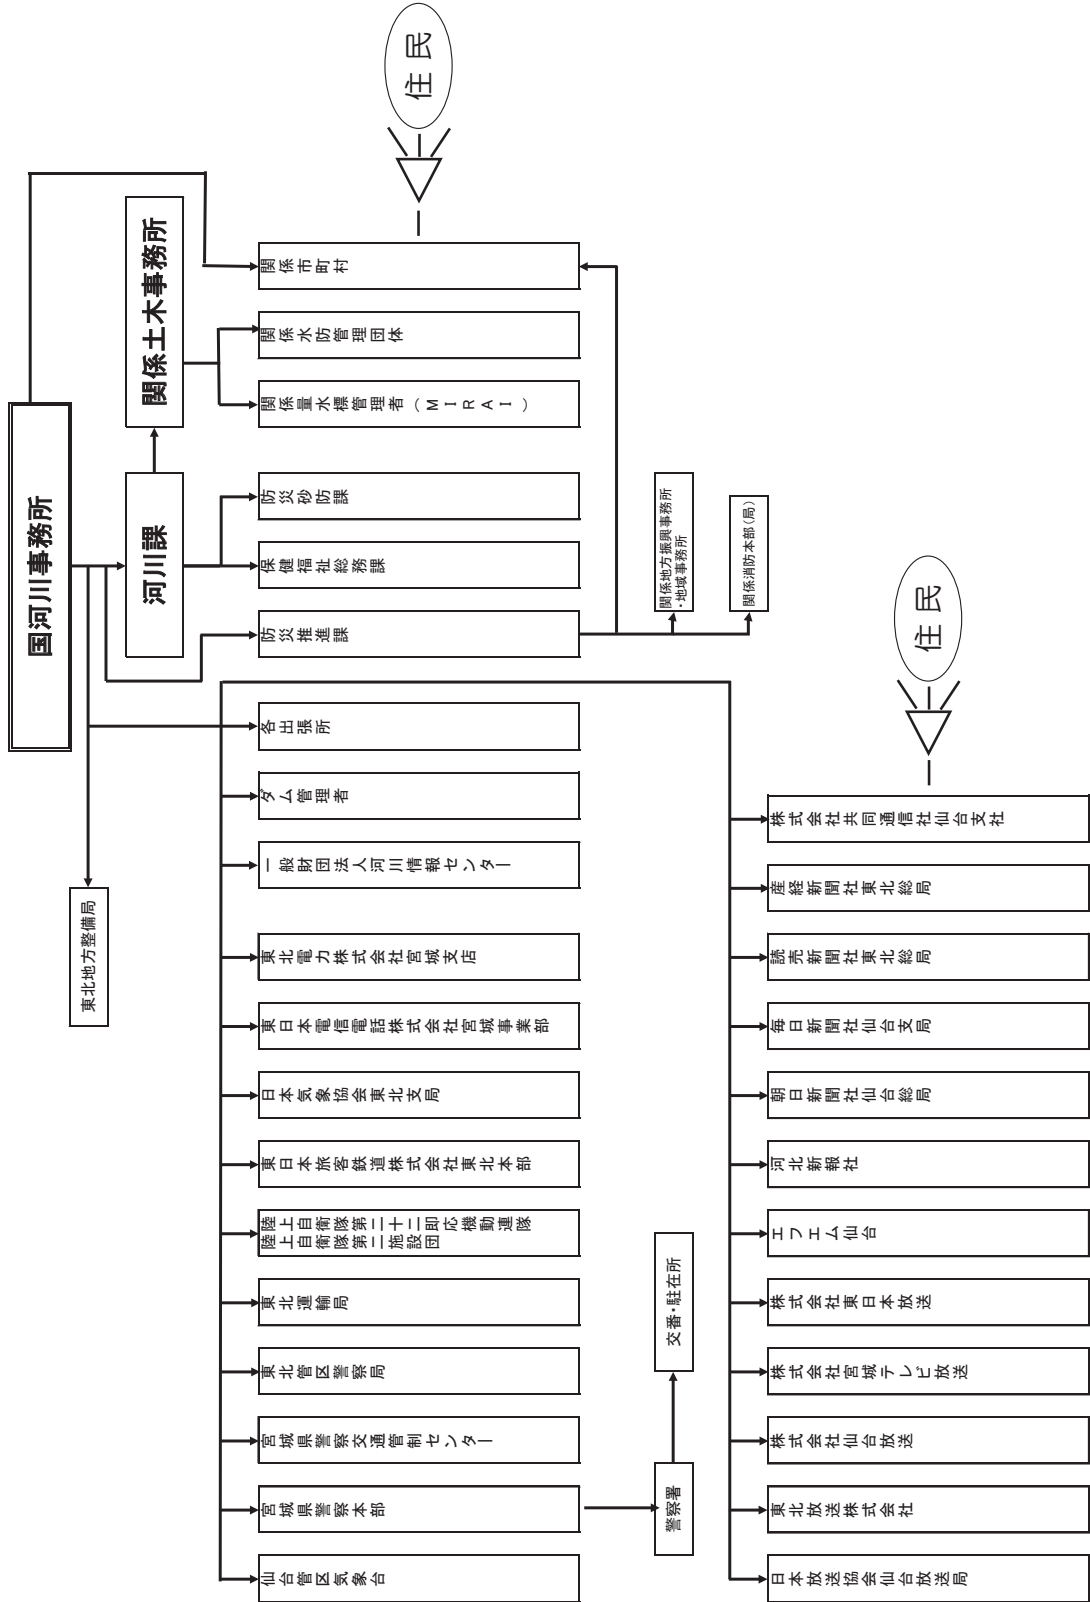 国河川事務所
東北地方整備局
河川課
関係土木事務所
仙台管区気象台
宮城県警察本部
宮城県警察交通管制センター
東北管区警察局
東北運輸局
陸上自衛隊第二十二即応機動連隊
陸上自衛隊第二施設団
東日本旅客鉄道株式会社東北本部
日本気象協会東北支局
東日本電信電話株式会社宮城事業部
東北電力株式会社宮城支店
一般財団法人河川情報センター
ダム管理者
各出張所
防災推進課
保健福祉総務課
防災砂防課
関係量水標管理者(MIRAI)
関係水防管理団体
関係市町村
住民
警察署
交番・駐在所
関係地方振興事務所
・地域事務所
関係消防本部(局)
日本放送協会仙台放送局
東北放送株式会社
株式会社仙台放送
株式会社宮城テレビ放送
株式会社東日本放送
エフエム仙台
河北新報社
朝日新聞社仙台総局
毎日新聞社仙台支局
読売新聞社東北総局
産経新聞社東北総局
株式会社共同通信社仙台支社
住民